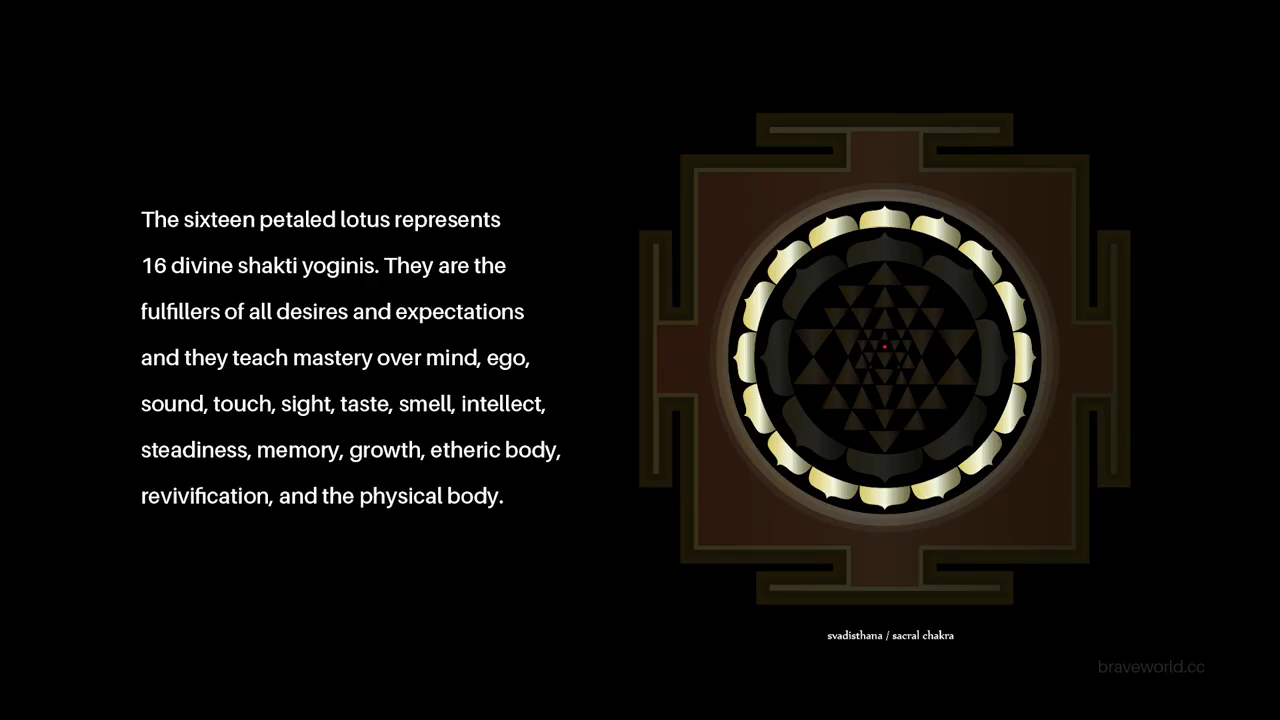 The sixteen petaled lotus represents
16 divine shakti yoginis. They are the
fulfillers of all desires and expectations
and they teach mastery over mind, ego,
sound, touch, sight, taste, smell, intellect,
steadiness, memory, growth, etheric body,
revivification, and the physical body.
svadisthana / sacral chakra
braveworld.cc